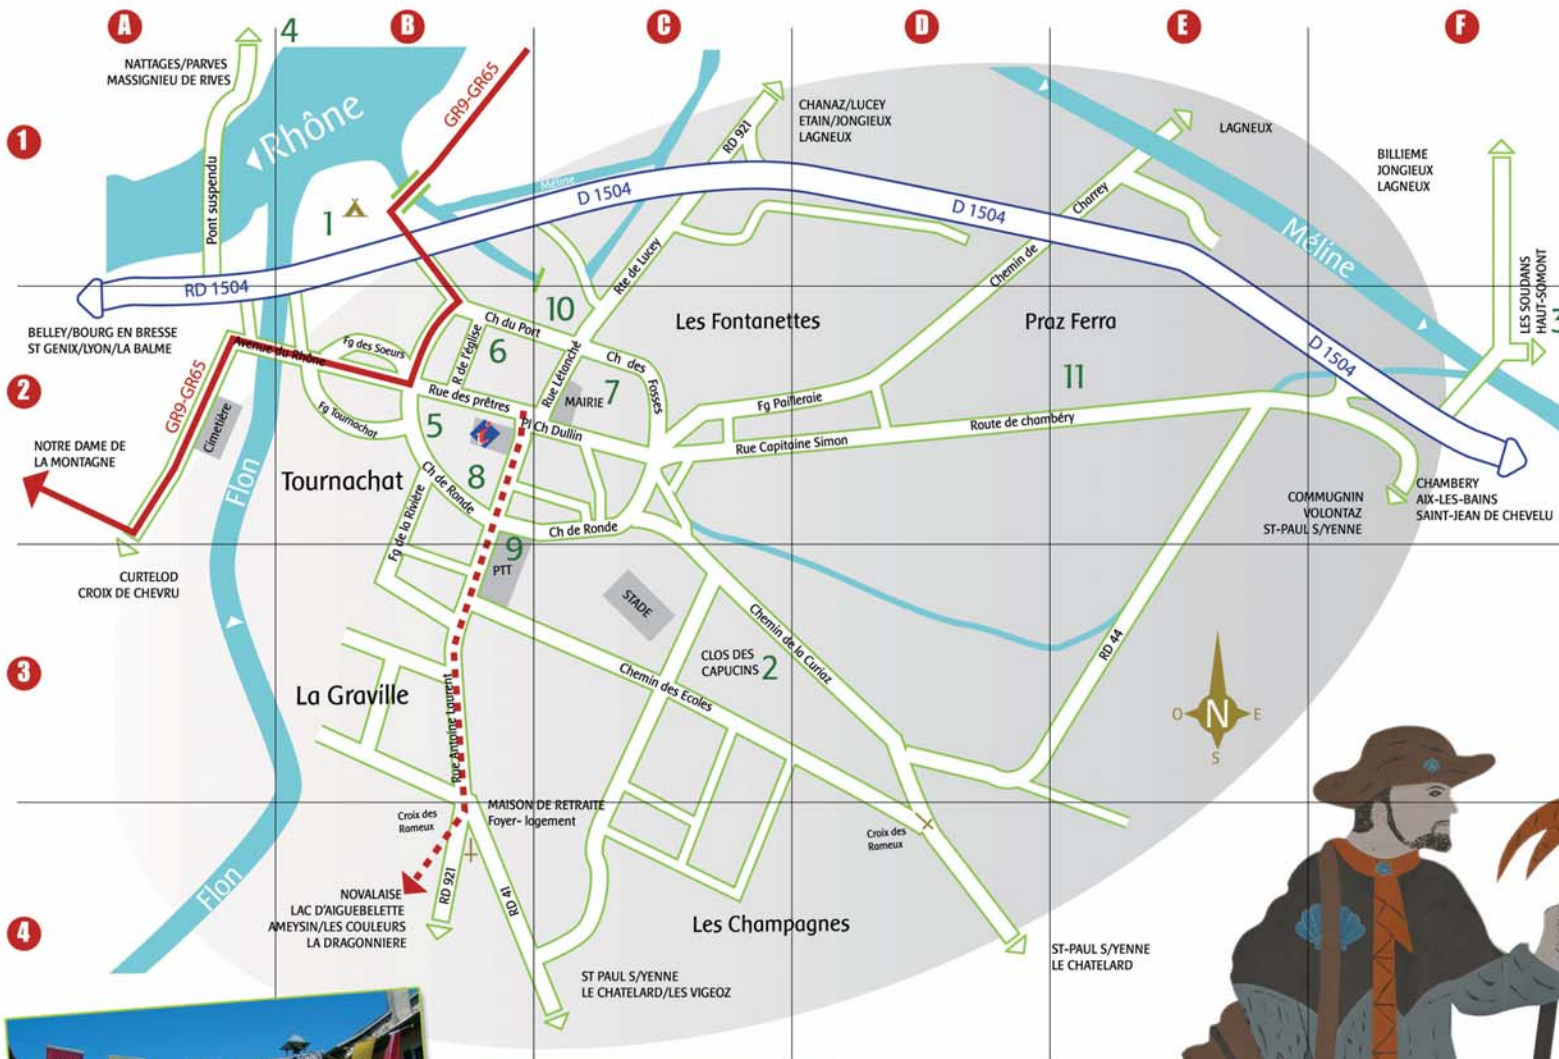 A
B
C
D
E
F
4
NATTAGES/PARVES
MASSIGNIEU DE RIVES
GR9-GR65
Rhône
1
Pont suspendu
1
Méline
RD 921
CHANAZ/LUCEY
ETAIN/JONGIEUX
LAGNEUX
LAGNEUX
BILLIEME
JONGIEUX
LAGNEUX
D 1504
D 1504
Charrey
Chemin de
Méline
Rte de Lucey
RD 1504
10
BELLEY/BOURG EN BRESSE
ST GENIX/LYON/LA BALME
Ch du Port
R de l'église
6
Les Fontanettes
Praz Ferra
LES SOUDANS
HAUT-SOMONT
3
D 1504
Avenue du Rhône
Fg des Soeurs
Rue Létanché
Ch des Fosses
2
GR9-GR65
Cimetière
Rue des prêtres
MAIRIE
7
11
Fg Pailleraie
Fg Tournachat
5
i
Pl Ch Dullin
Rue Capitaine Simon
Route de chambéry
NOTRE DAME DE
LA MONTAGNE
Flon
Tournachat
8
Ch de Ronde
Fg de la Rivière
Ch de Ronde
COMMUGNIN
VOLONTAZ
ST-PAUL S/YENNE
CHAMBERY
AIX-LES-BAINS
SAINT-JEAN DE CHEVELU
9
PTT
CURTELOD
CROIX DE CHEVRU
STADE
Chemin de la Curiaz
RD 44
3
CLOS DES
CAPUCINS
2
La Graville
Chemin des Ecoles
Rue Antoine Laurent
O
N
E
S
MAISON DE RETRAITE
Foyer- logement
Croix des
Rameux
Croix des
Rameux
Flon
RD 921
RD 41
4
NOVALAISE
LAC D'AIGUEBELETTE
AMEYSIN/LES COULEURS
LA DRAGONNIERE
Les Champagnes
ST-PAUL S/YENNE
LE CHATELARD
ST PAUL S/YENNE
LE CHATELARD/LES VIGEOZ